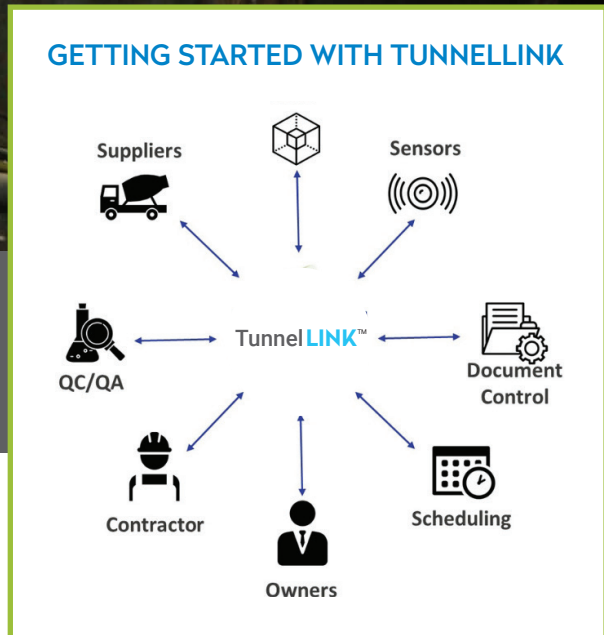 GETTING STARTED WITH TUNNELLINK
Suppliers
Sensors
TunnelLINK™
QC/QA
Document
Control
Contractor
Scheduling
Owners